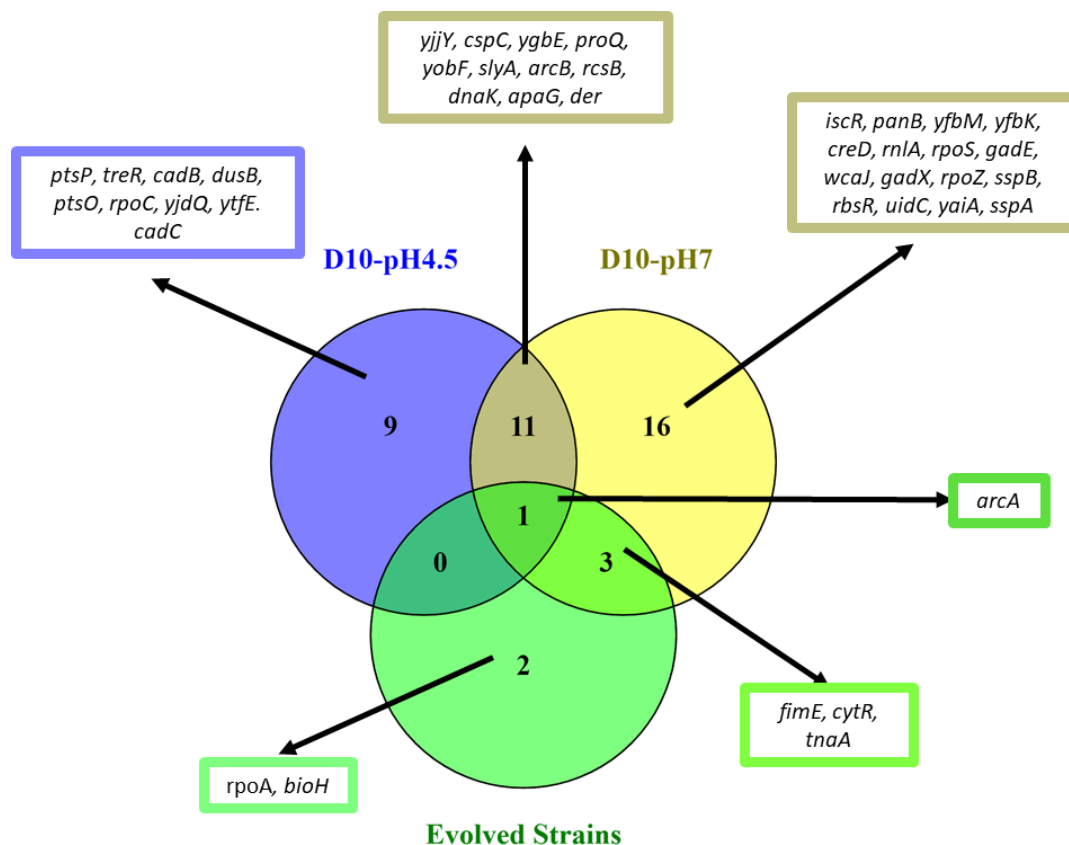 yjjY, cspC, ygbE, proQ,
yobF, slyA, arcB, rcsB,
dnaK, apaG, der
iscR, panB, yfbM, yfbK,
creD, rnlA, rpoS, gadE,
wcaJ, gadX, rpoZ, sspB,
rbsR, uidC, yaiA, sspA
ptsP, treR, cadB, dusB,
ptsO, rpoC, yjdQ, ytfE.
cadC
D10-pH4.5
D10-pH7
9
11
16
arcA
1
0
3
2
fimE, cytR,
tnaA
rpoA, bioH
Evolved Strains